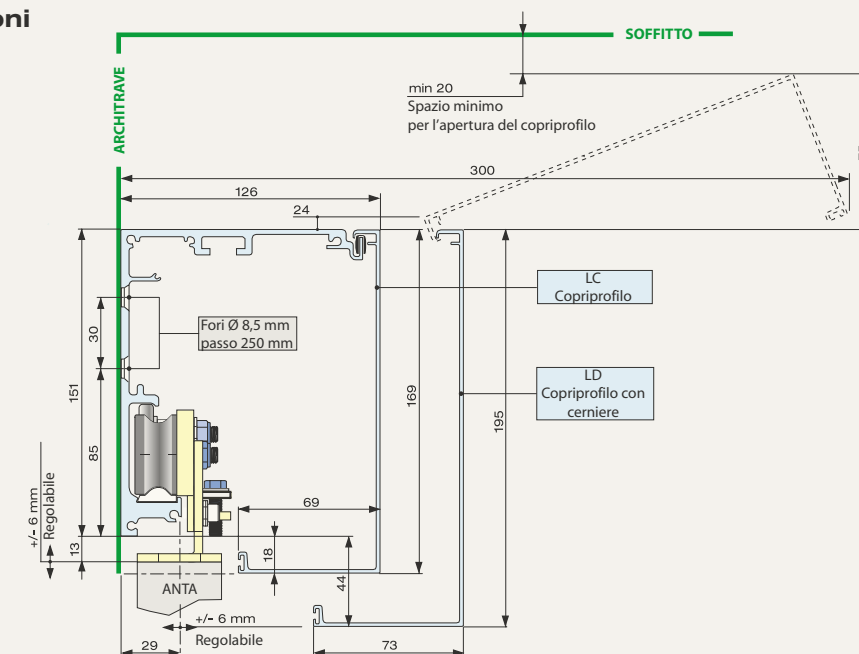 oni
SOFFITTO
ARCHITRAVE
min 20
Spazio minimo
per l'apertura del copriprofilo
300
126
24
LC
Copriprofilo
Fori Ø 8,5 mm
passo 250 mm
30
151
85
169
195
LD
Copriprofilo con
cerniere
69
+/- 6 mm
Regolabile
13
18
44
ANTA
+/- 6 mm
Regolabile
29
73